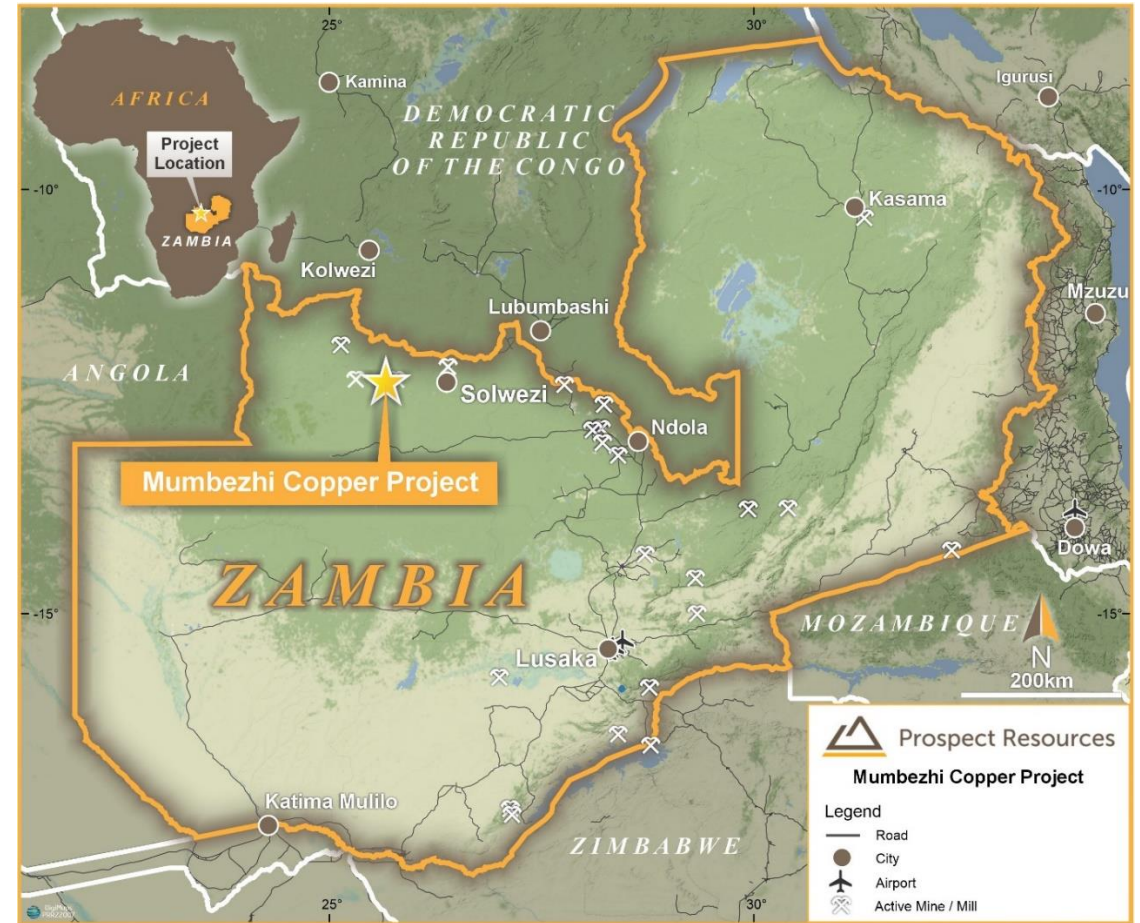 25°
30°
AFRICA
Project
Location
ZAMBIA
Kamina
DEMOCRATIC
REPUBLIC
OF THE CONGO
Igurusi
-10°
-10°
Kasama
Kolwezi
Lubumbashi
Mzuzu
ANGOLA
Solwezi
Ndola
Mumbezhi Copper Project
Dowa
ZAMBIA
-15°
-15°
MOZAMBIQUE
N
200km
Lusaka
Katima Mulilo
ZIMBABWE
25°
30°
Prospect Resources
Mumbezhi Copper Project
Legend
Road
City
Airport
Active Mine / Mill